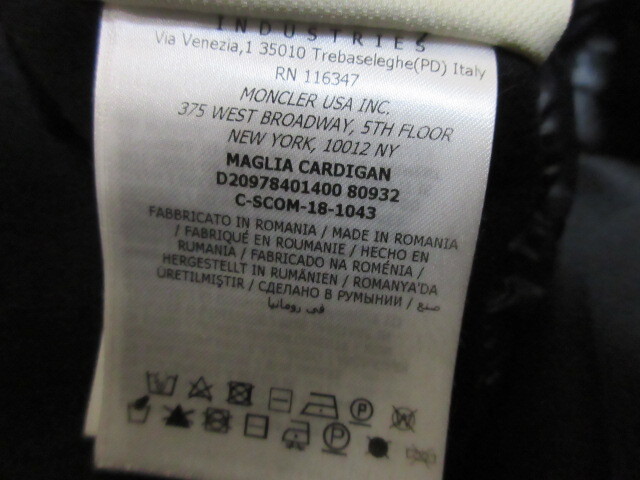 INDUSTRIES
Via Venezia,1 35010 Trebaseleghe(PD) Italy
RN 116347
MONCLER USA INC.
375 WEST BROADWAY, 5TH FLOOR
NEW YORK, 10012 NY
MAGLIA CARDIGAN
D20978401400 80932
C-SCOM-18-1043
FABBRICATO IN ROMANIA / MADE IN ROMANIA
/ FABRIQUÉ EN ROUMANIE / HECHO EN
RUMANIA / FABRICADO NA ROMÉNIA /
HERGESTELLT IN RUMÄNIEN / ROMANYA'DA
ÜRETILMIŞTIR / СДЕЛАНО В РУМЫНИИ / صنع
في رومانيا